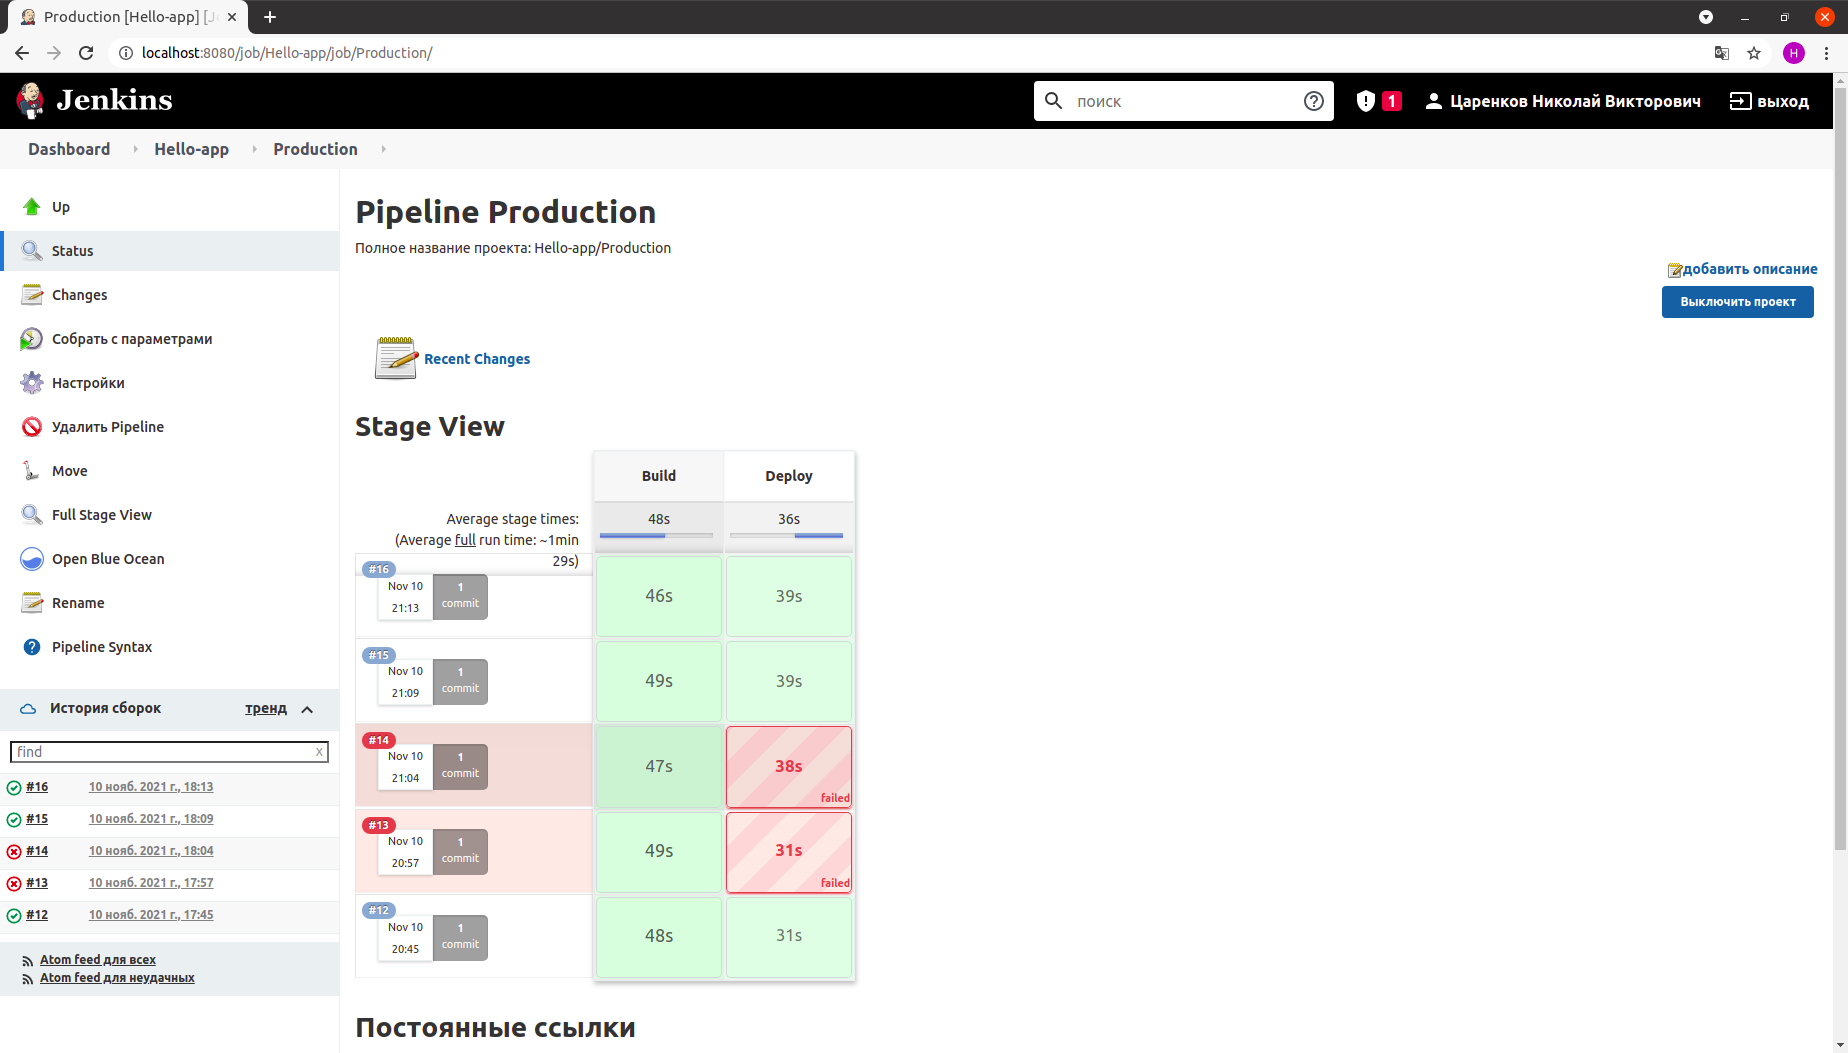 Production [Hello-app] [J
localhost:8080/job/Hello-app/job/Production/
H
Jenkins
поиск
1
Царенков Николай Викторович
выход
Dashboard
Hello-app
Production
Up
Status
Changes
Собрать с параметрами
Настройки
Удалить Pipeline
Move
Full Stage View
Open Blue Ocean
Rename
Pipeline Syntax
История сборок
тренд
find
x
#16 10 нояб. 2021 г., 18:13
#15 10 нояб. 2021 г., 18:09
#14 10 нояб. 2021 г., 18:04
#13 10 нояб. 2021 г., 17:57
#12 10 нояб. 2021 г., 17:45
Atom feed для всех
Atom feed для неудачных
Pipeline Production
Полное название проекта: Hello-app/Production
добавить описание
Выключить проект
Recent Changes
Stage View
Build Deploy
Average stage times: 48s 36s
(Average full run time: ~1min
29s)
#16
Nov 10
21:13
1
commit
46s 39s
#15
Nov 10
21:09
1
commit
49s 39s
#14
Nov 10
21:04
1
commit
47s 38s
failed
#13
Nov 10
20:57
1
commit
49s 31s
failed
#12
Nov 10
20:45
1
commit
48s 31s
Постоянные ссылки